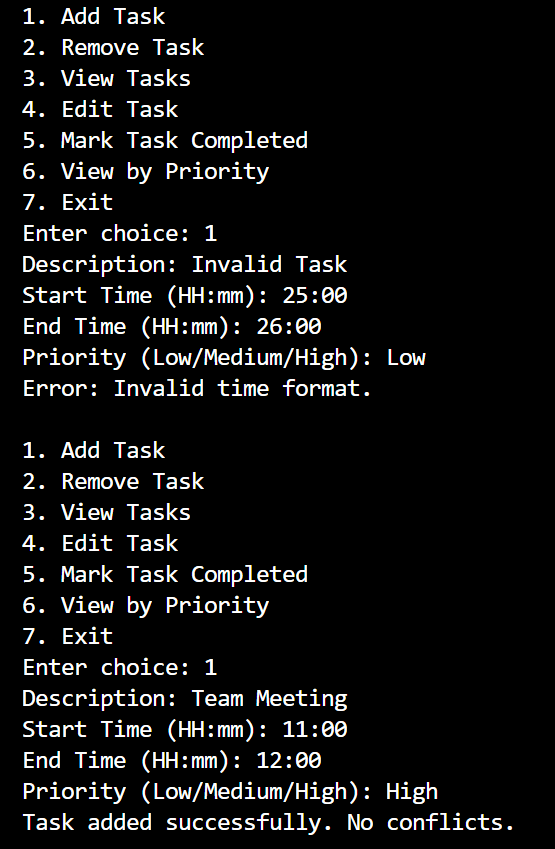 1. Add Task
2. Remove Task
3. View Tasks
4. Edit Task
5. Mark Task Completed
6. View by Priority
7. Exit
Enter choice: 1
Description: Invalid Task
Start Time (HH:mm): 25:00
End Time (HH:mm): 26:00
Priority (Low/Medium/High): Low
Error: Invalid time format.

1. Add Task
2. Remove Task
3. View Tasks
4. Edit Task
5. Mark Task Completed
6. View by Priority
7. Exit
Enter choice: 1
Description: Team Meeting
Start Time (HH:mm): 11:00
End Time (HH:mm): 12:00
Priority (Low/Medium/High): High
Task added successfully. No conflicts.